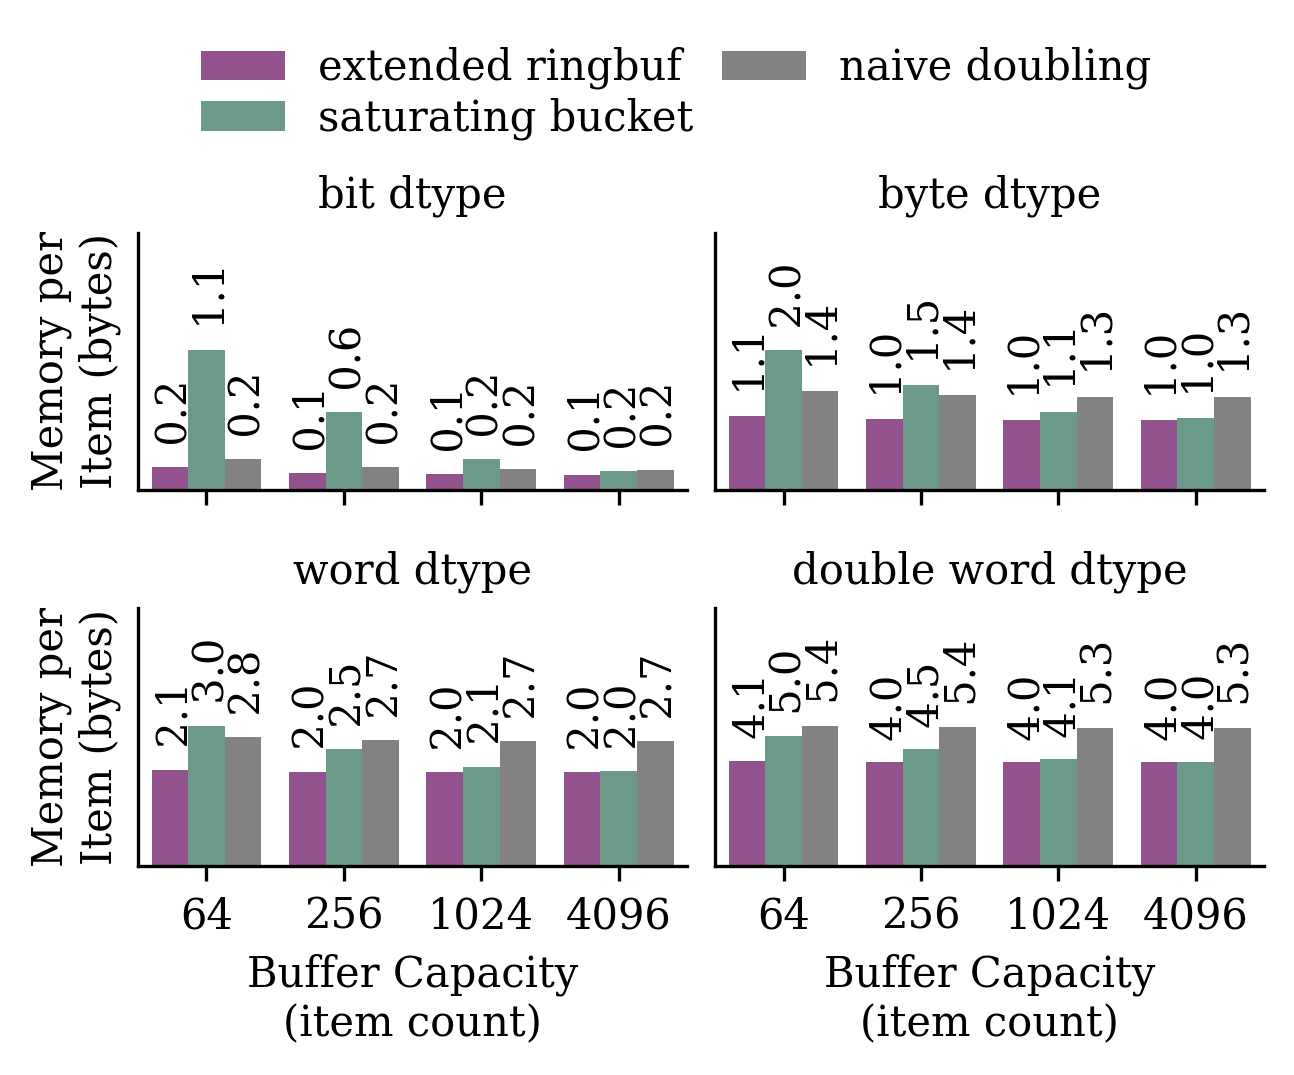 extended ringbuf
saturating bucket
naive doubling
bit dtype
Memory per
Item (bytes)
0.2 1.1 0.2 0.1 0.6 0.2 0.1 0.2 0.2 0.1 0.2 0.2
byte dtype
1.1 2.0 1.4 1.0 1.5 1.4 1.0 1.1 1.3 1.0 1.0 1.3
word dtype
Memory per
Item (bytes)
2.1 3.0 2.8 2.0 2.5 2.7 2.0 2.1 2.7 2.0 2.0 2.7
64 256 1024 4096
Buffer Capacity
(item count)
double word dtype
4.1 5.0 5.4 4.0 4.5 5.4 4.0 4.1 5.3 4.0 4.0 5.3
64 256 1024 4096
Buffer Capacity
(item count)